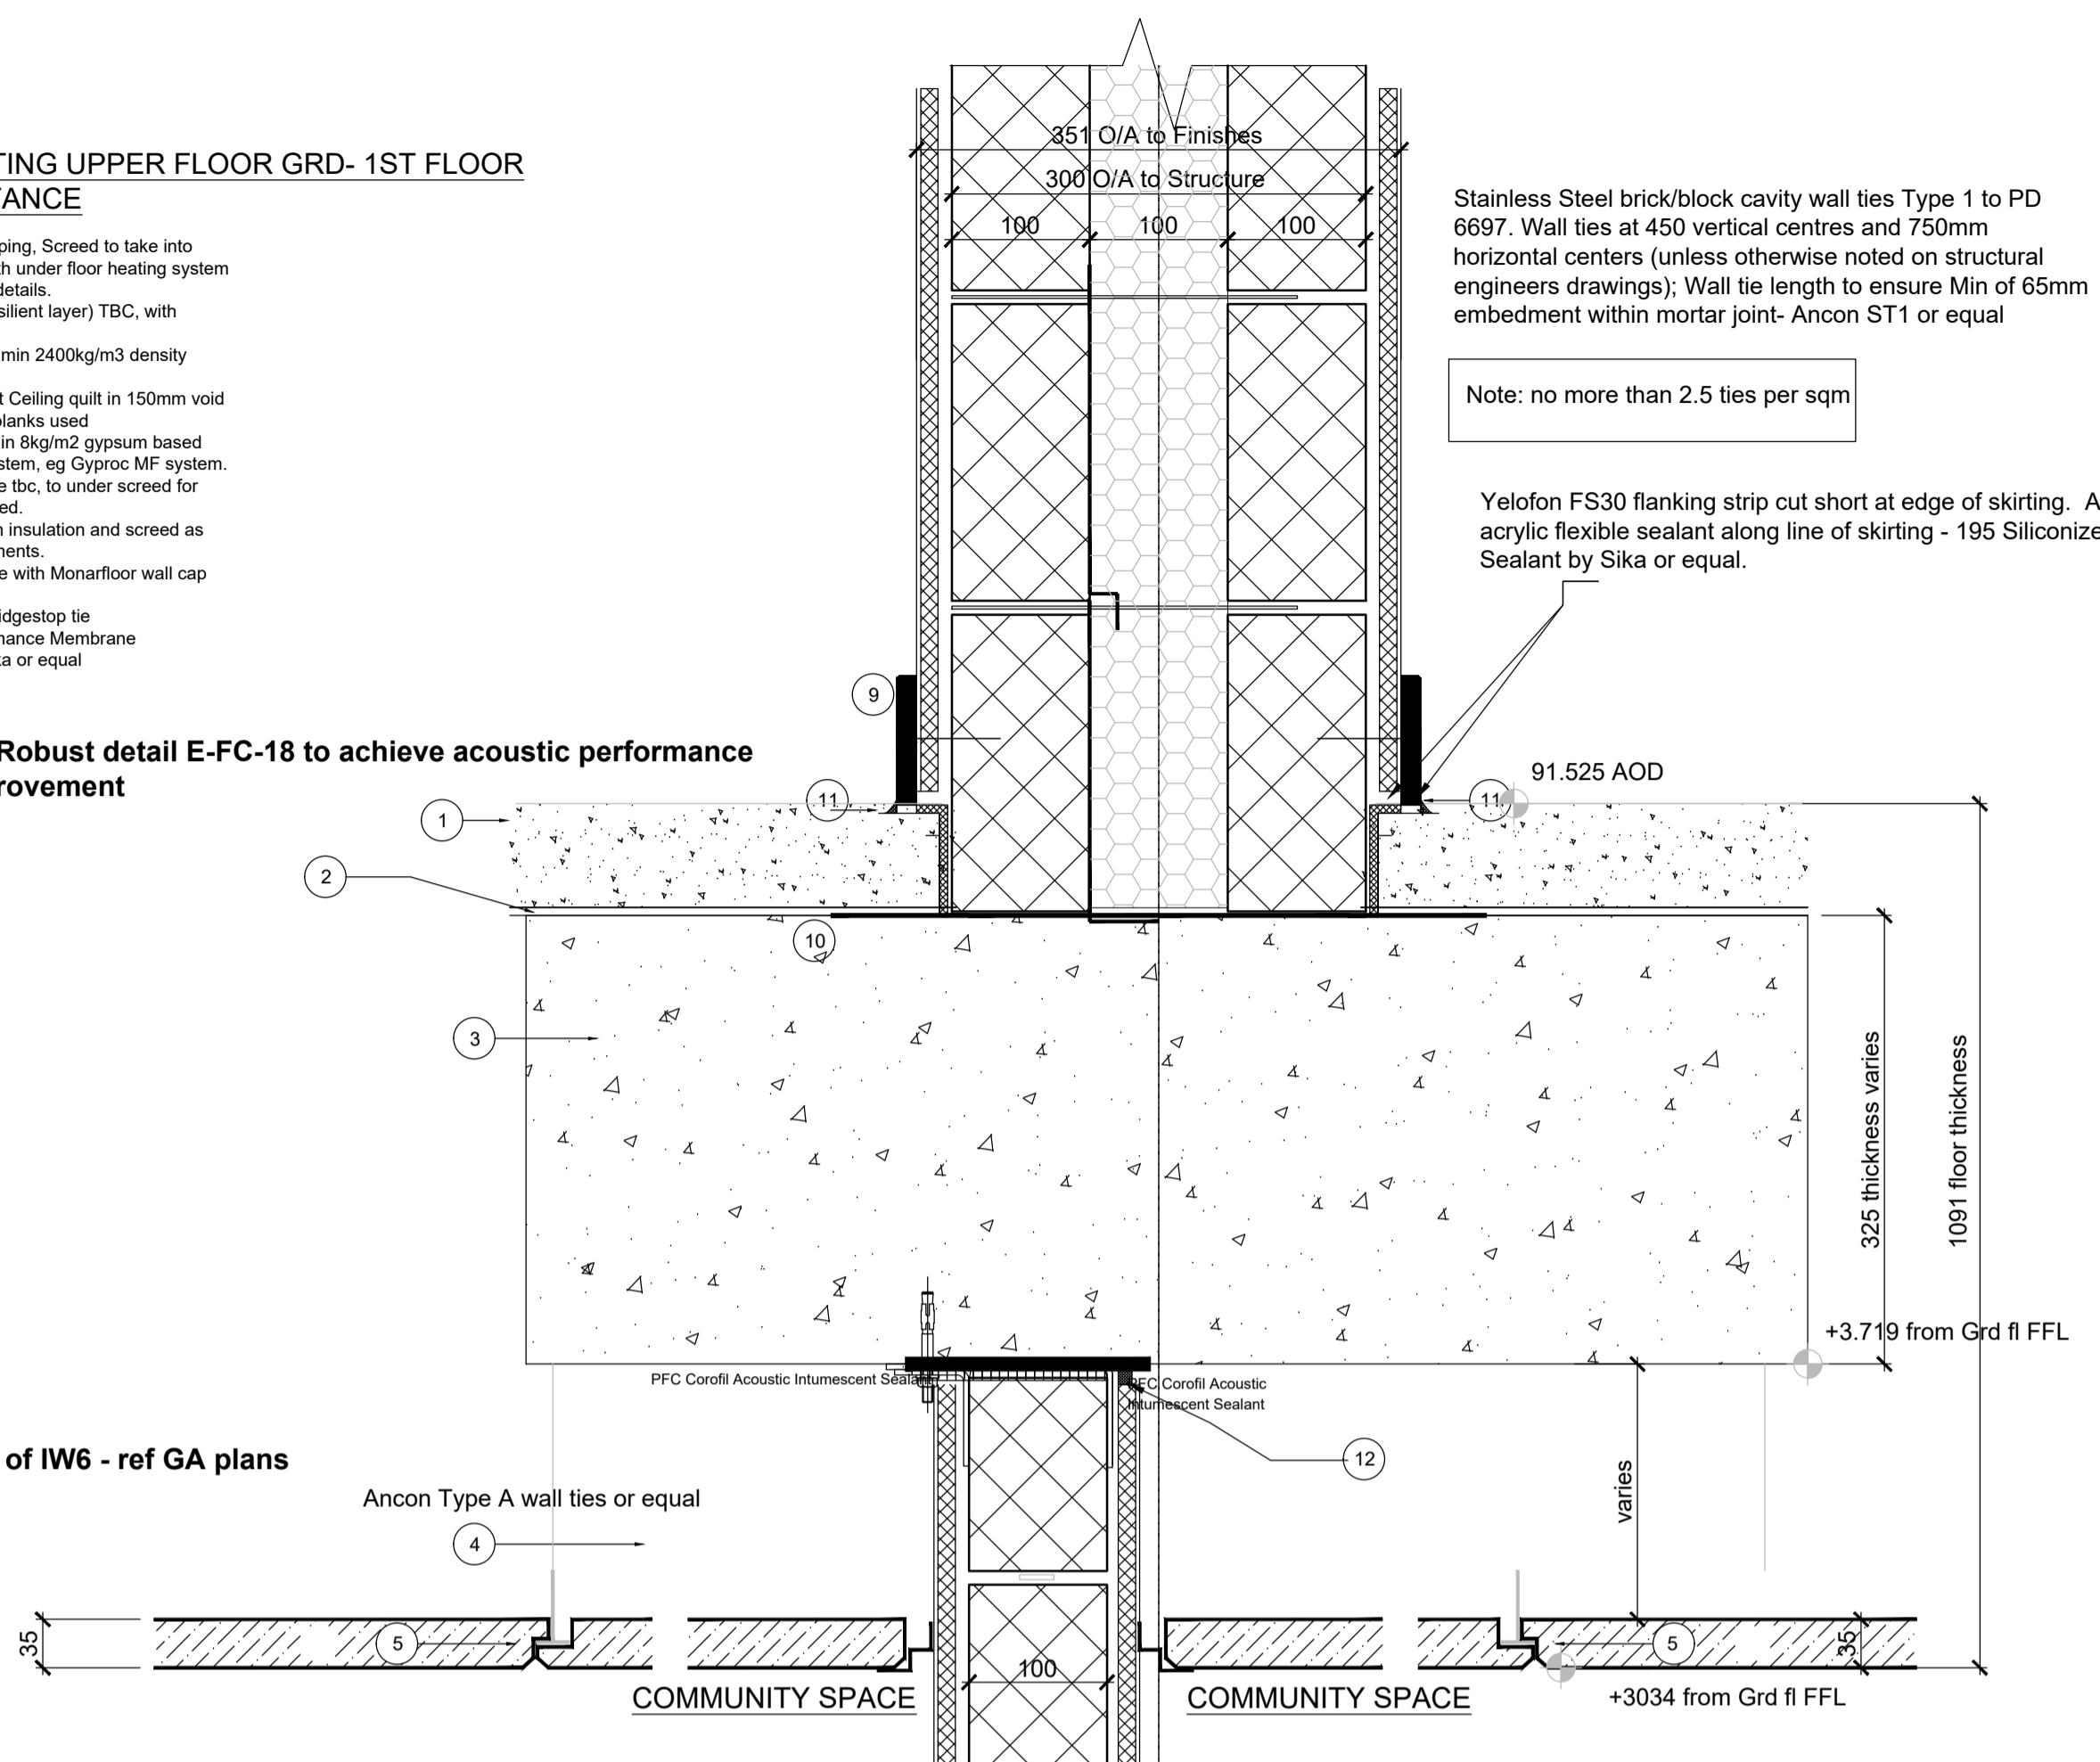 TING UPPER FLOOR GRD- 1ST FLOOR
TANCE
ping, Screed to take into
th under floor heating system
details.
silient layer) TBC, with
min 2400kg/m3 density
t Ceiling quilt in 150mm void
planks used
in 8kg/m2 gypsum based
stem, eg Gyproc MF system.
e tbc, to under screed for
ed.
n insulation and screed as
nents.
e with Monarfloor wall cap
idgestop tie
nance Membrane
ka or equal
Robust detail E-FC-18 to achieve acoustic performance
rovement
351 O/A to Finishes
300 O/A to Structure
100
100
100
Stainless Steel brick/block cavity wall ties Type 1 to PD
6697. Wall ties at 450 vertical centres and 750mm
horizontal centers (unless otherwise noted on structural
engineers drawings); Wall tie length to ensure Min of 65mm
embedment within mortar joint- Ancon ST1 or equal
Note: no more than 2.5 ties per sqm
Yelofon FS30 flanking strip cut short at edge of skirting. A
acrylic flexible sealant along line of skirting - 195 Siliconize
Sealant by Sika or equal.
9
91.525 AOD
11
11
1
2
10
3
325 thickness varies
1091 floor thickness
+3.719 from Grd fl FFL
PFC Corofil Acoustic Intumescent Sealant
PFC Corofil Acoustic
Intumescent Sealant
12
of IW6 - ref GA plans
Ancon Type A wall ties or equal
4
varies
35
5
5
35
100
COMMUNITY SPACE
COMMUNITY SPACE
+3034 from Grd fl FFL